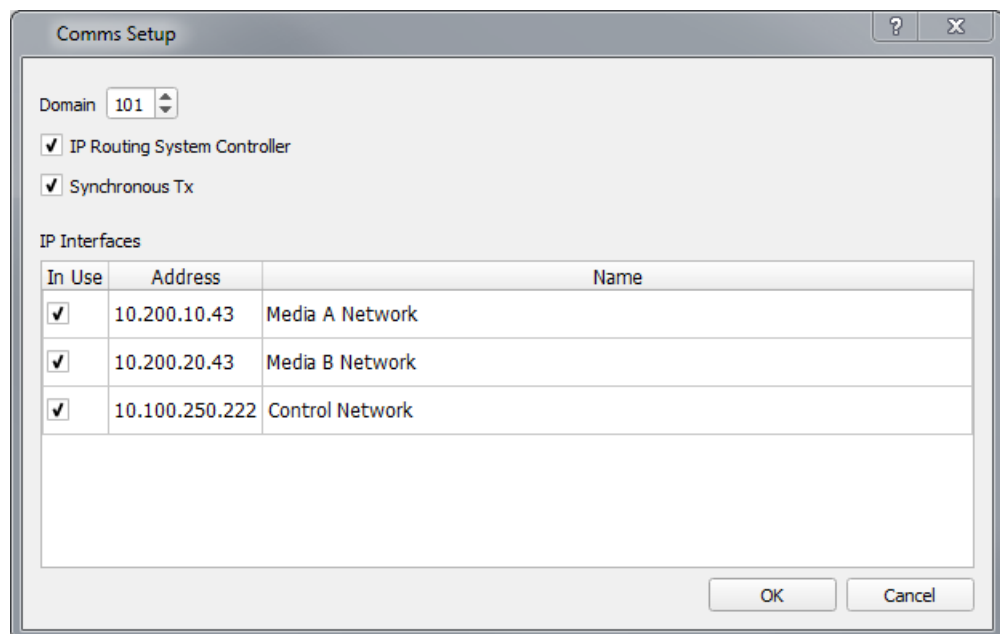 Comms Setup
Domain 101
IP Routing System Controller
Synchronous Tx
IP Interfaces
In Use Address Name
10.200.10.43 Media A Network
10.200.20.43 Media B Network
10.100.250.222 Control Network
OK Cancel